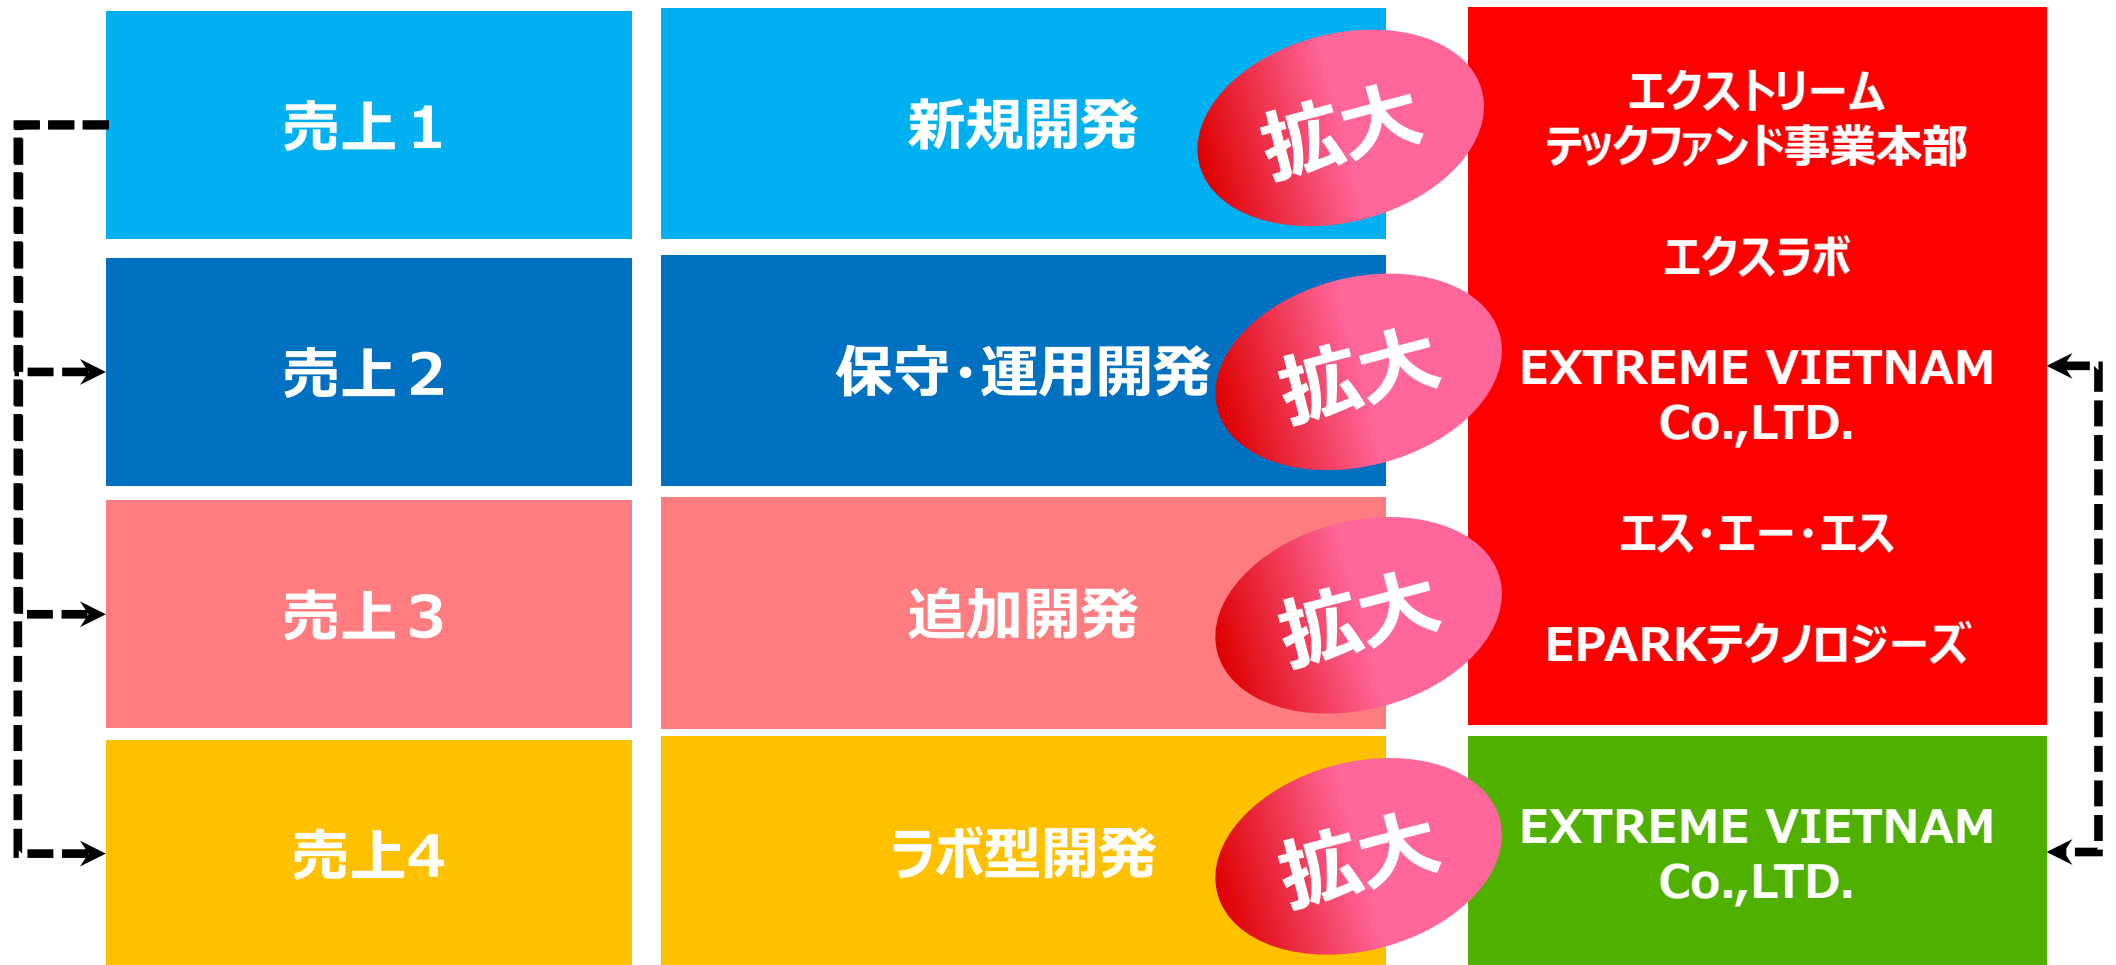 売上１
新規開発
拡大
売上２
保守・運用開発
拡大
売上３
追加開発
拡大
売上4
ラボ型開発
拡大
エクストリーム
テックファンド事業本部
エクスラボ
EXTREME VIETNAM
Co.,LTD.
エス・エー・エス
EPARKテクノロジーズ
EXTREME VIETNAM
Co.,LTD.